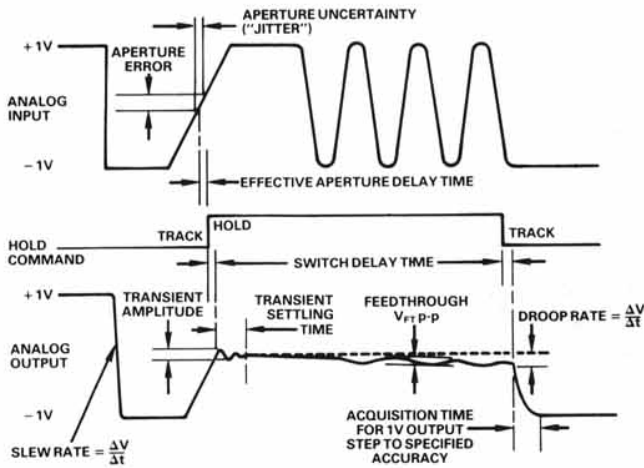 APERTURE UNCERTAINTY
("JITTER")
+1V
APERTURE
ERROR
ANALOG
INPUT
−1V
EFFECTIVE APERTURE DELAY TIME
HOLD
COMMAND
TRACK
HOLD
TRACK
SWITCH DELAY TIME
+1V
TRANSIENT
AMPLITUDE
TRANSIENT
SETTLING
TIME
FEEDTHROUGH
VFT p-p
DROOP RATE = ΔV/Δt
ANALOG
OUTPUT
−1V
SLEW RATE = ΔV/Δt
ACQUISITION TIME
FOR 1V OUTPUT
STEP TO SPECIFIED
ACCURACY